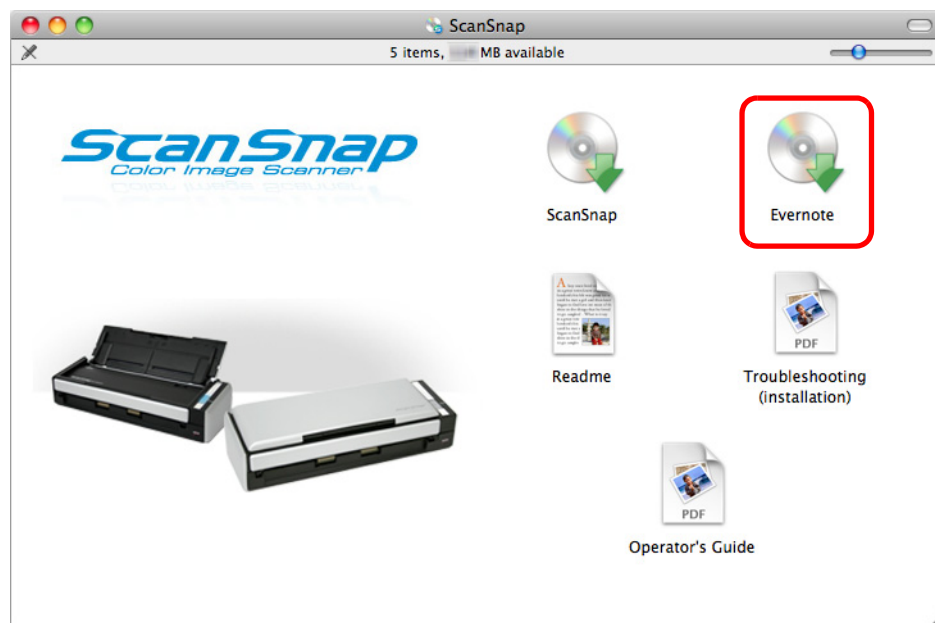 ScanSnap
5 items, MB available
ScanSnap
Color Image Scanner
ScanSnap
Evernote
Readme
PDF
Troubleshooting
(installation)
PDF
Operator's Guide